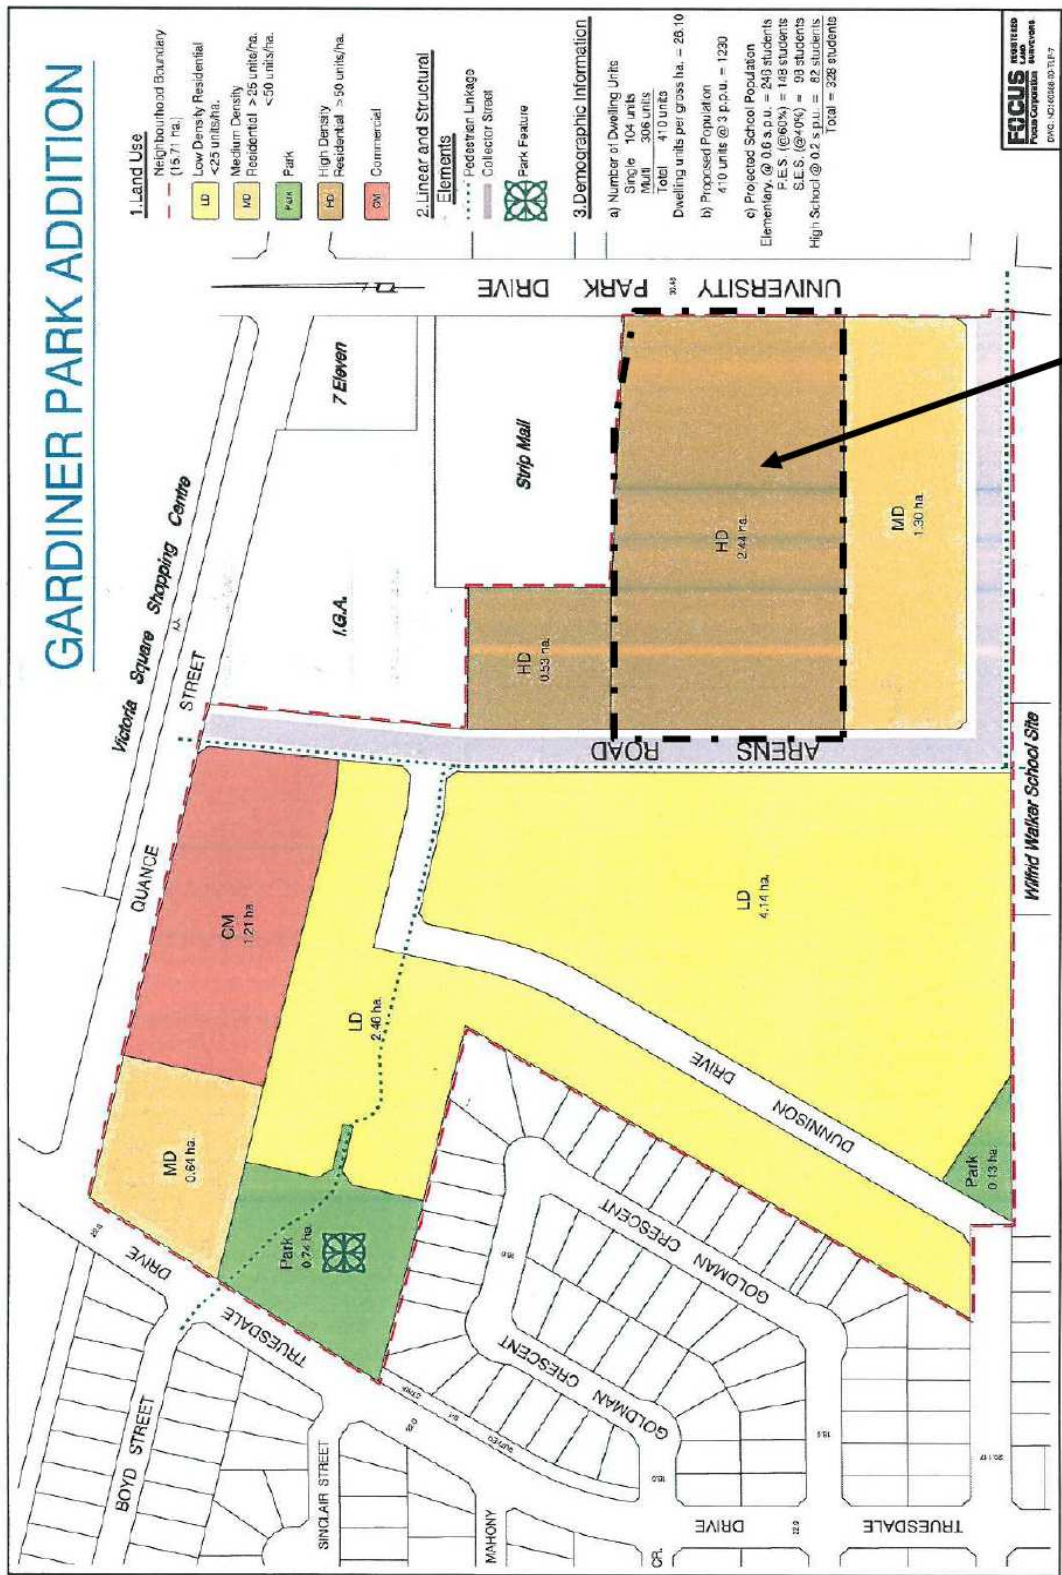 GARDINER PARK ADDITION
1.Land Use
Neighbourhood Boundary
(15.71 ha.)
LD
Low Density Residential
<25 units/ha.
MD
Medium Density
Residential >25 units/ha.
<50 units/ha.
PARK
Park
HD
High Density
Residential >50 units/ha.
CM
Commercial
2.Linear and Structural
Elements
Pedestrian Linkage
Collector Street
Park Feature
3.Demographic Information
a) Number of Dwelling Units
Single 104 units
Multi 306 units
Total 410 units
Dwelling units per gross ha. = 26.10
b) Proposed Population
410 units @ 3 p.p.u. = 1230
c) Projected School Population
Elementary. @ 0.6 s.p.u. = 246 students
P.E.S. (@60%) = 148 students
S.E.S. (@40%) = 98 students
High School @ 0.2 s.p.u. = 82 students
Total = 328 students
FOCUS
Focus Corporation
REGISTERED
LAND
SURVEYORS
Victoria Square Shopping Centre
QUANCE STREET
7 Eleven
I.G.A.
Strip Mall
UNIVERSITY PARK DRIVE
30.48
HD
0.53 ha.
HD
2.44 ha.
MD
1.30 ha.
ARENS ROAD
CM
1.21 ha
MD
0.64 ha.
LD
2.46 ha.
LD
4.14 ha.
Park
0.74 ha.
Park
0.13 ha.
DUNNISON DRIVE
Wilfrid Walker School Site
GOLDMAN CRESCENT
GOLDMAN CRESCENT
TRUESDALE DRIVE
BOYD STREET
SINCLAIR STREET
MAHONY
BUFFER
STRIP
TRUESDALE DRIVE